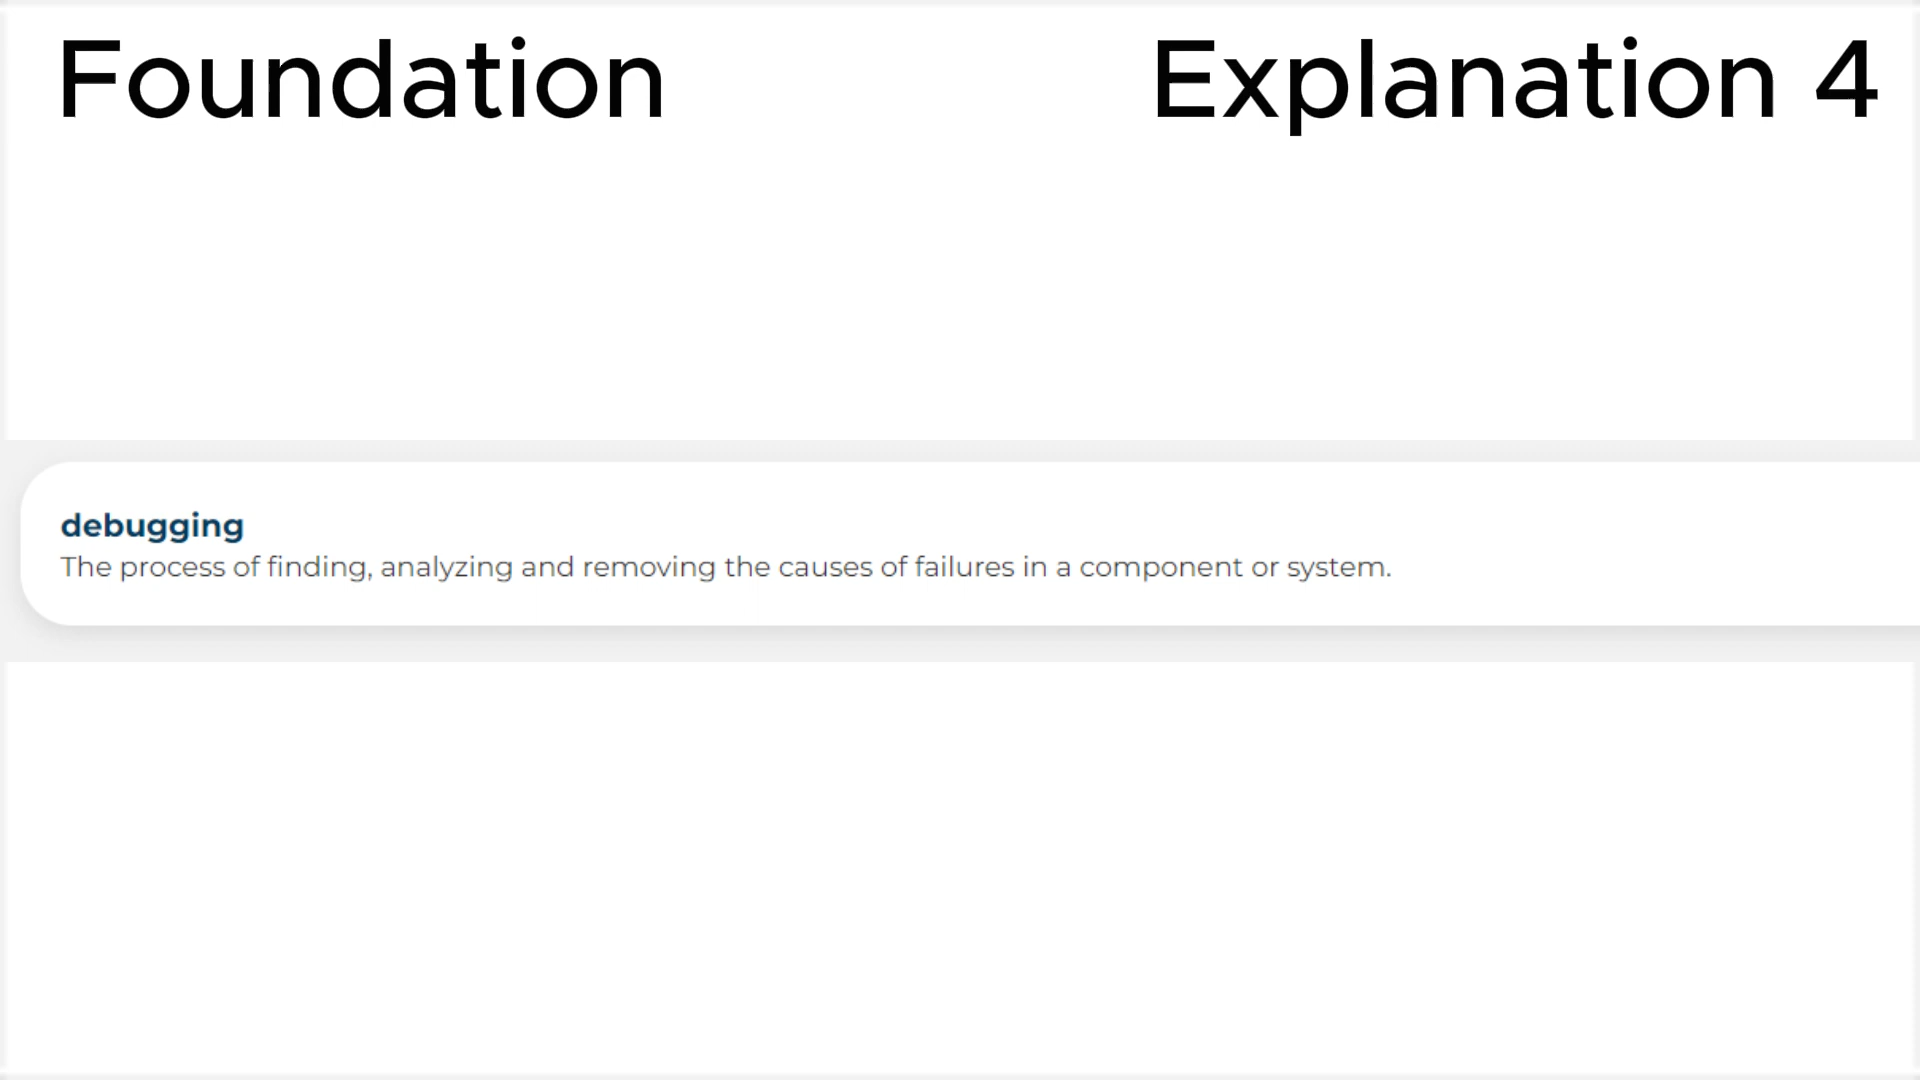 Foundation
Explanation 4
debugging
The process of finding, analyzing and removing the causes of failures in a component or system.